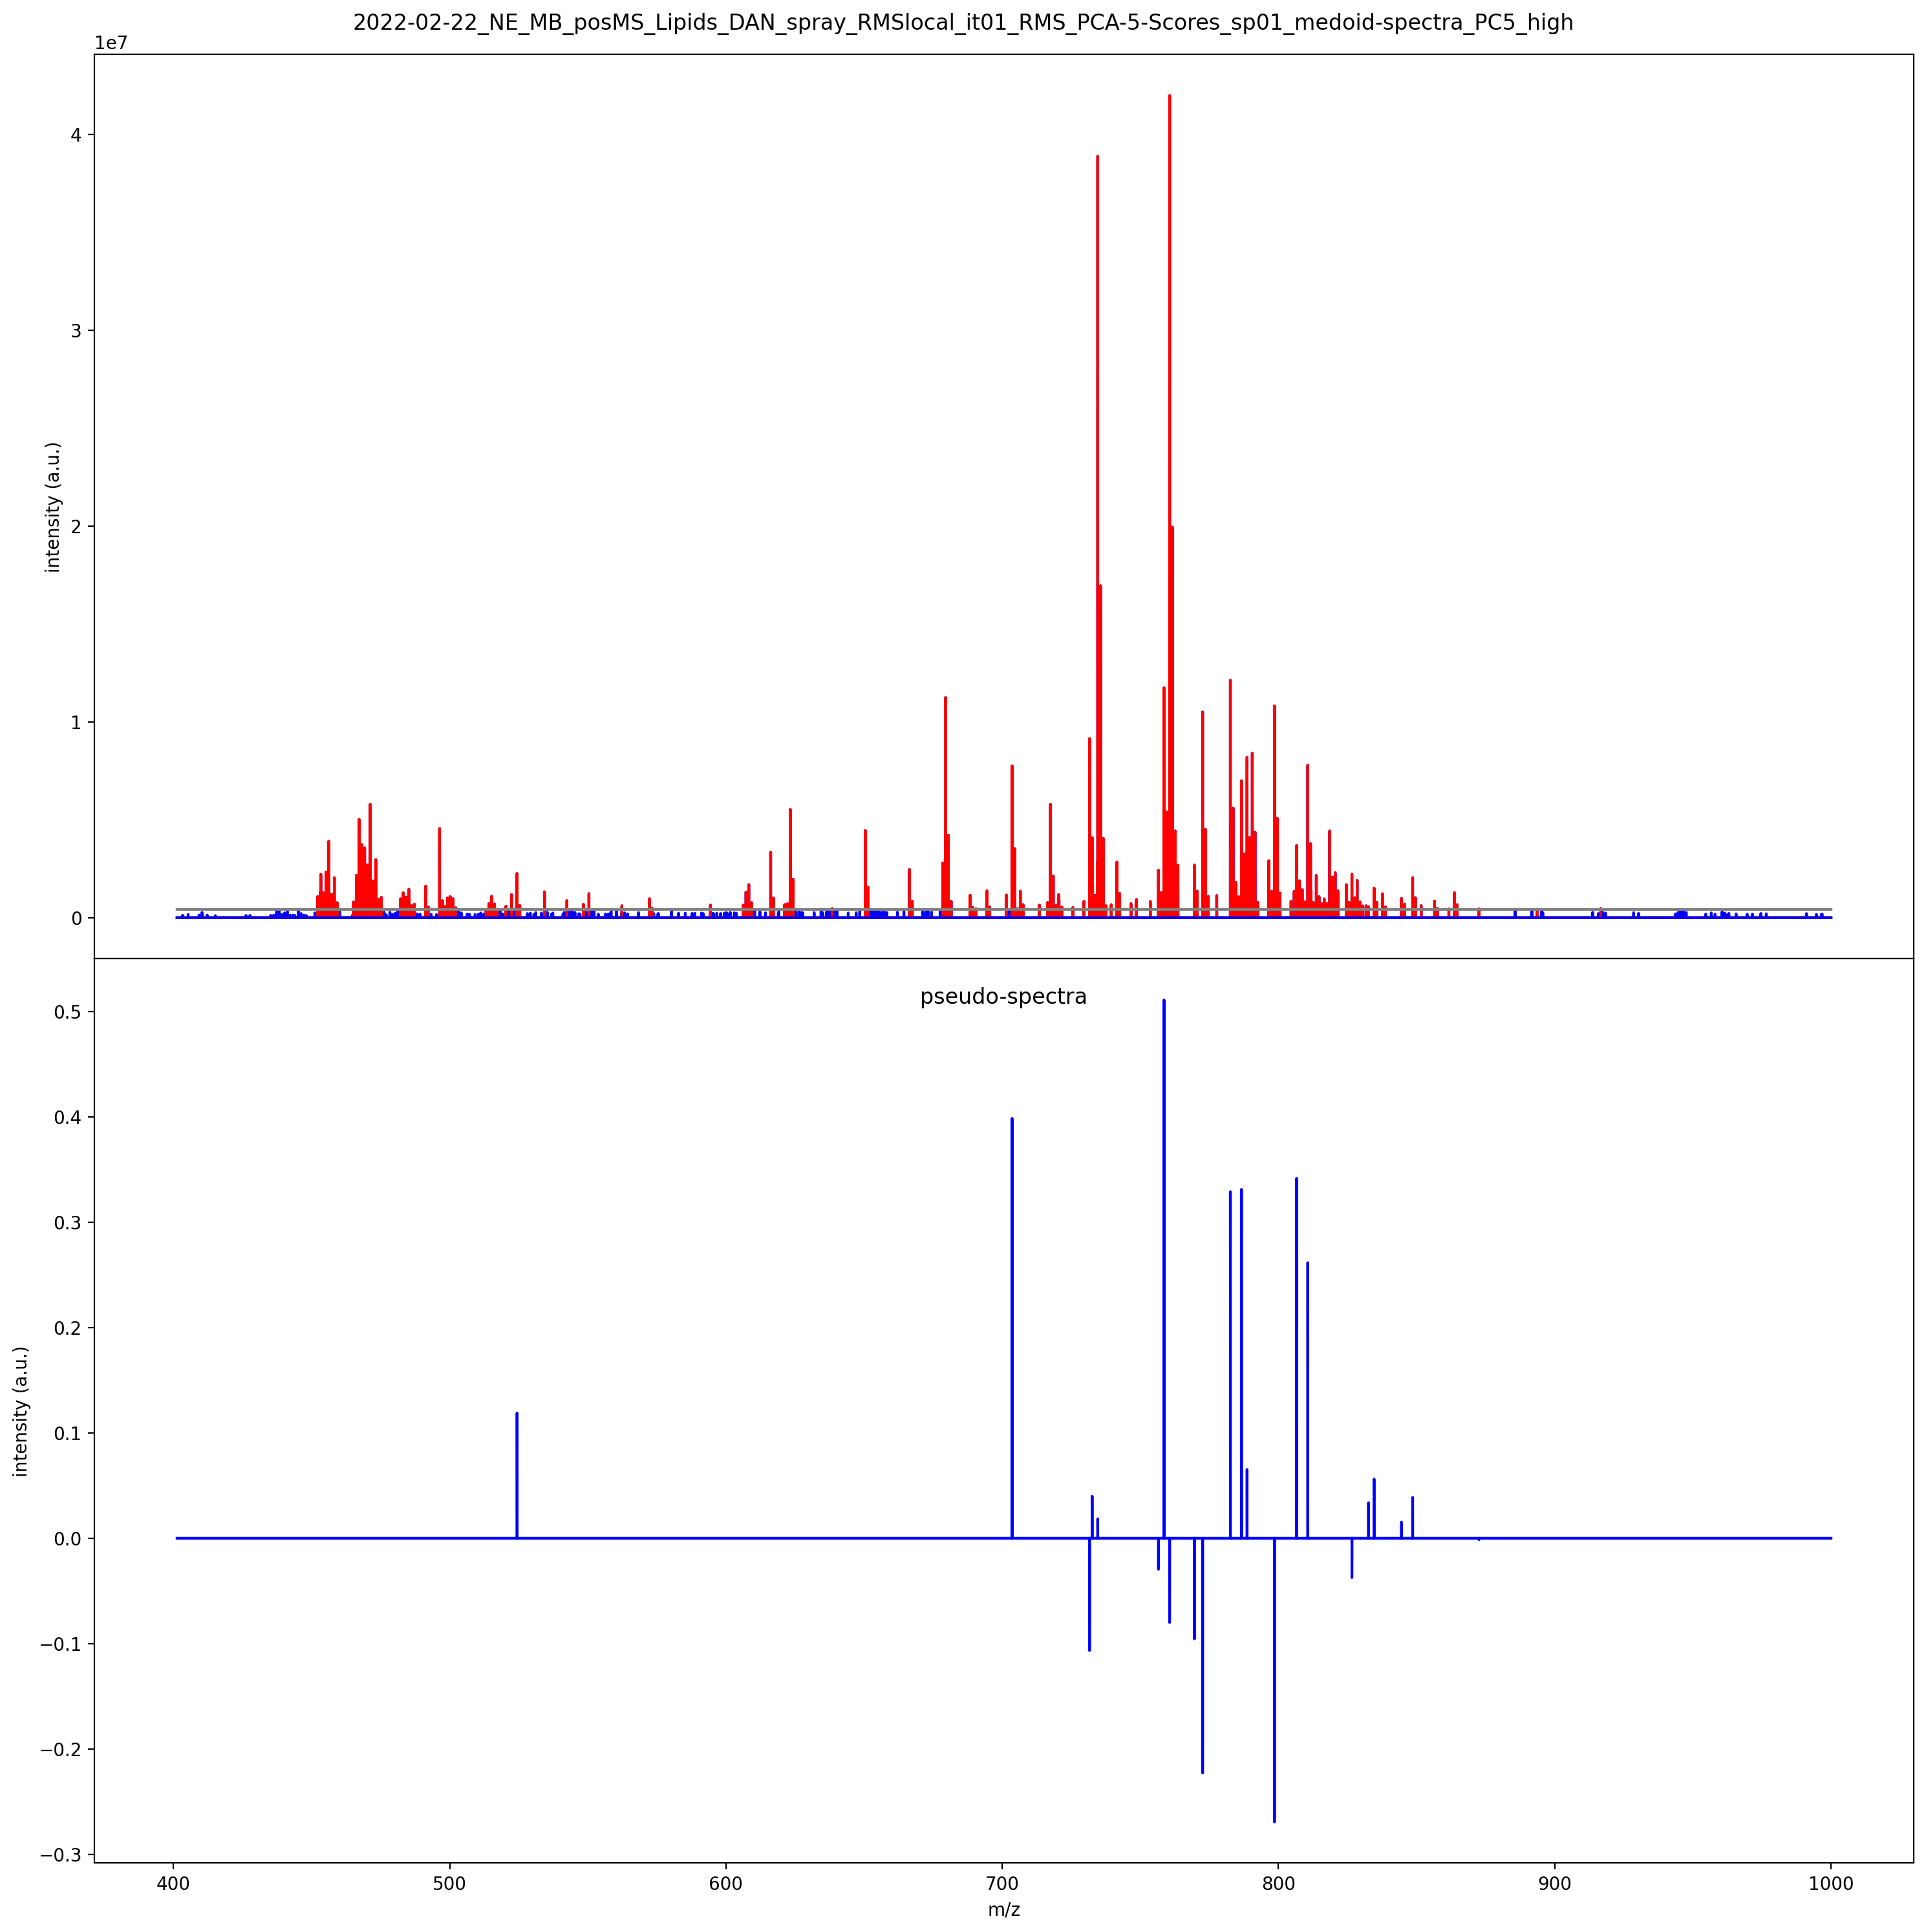 2022-02-22_NE_MB_posMS_Lipids_DAN_spray_RMSlocal_it01_RMS_PCA-5-Scores_sp01_medoid-spectra_PC5_high
1e7
4
3
2
1
0
intensity (a.u.)
pseudo-spectra
0.5
0.4
0.3
0.2
0.1
0.0
−0.1
−0.2
−0.3
intensity (a.u.)
400 500 600 700 800 900 1000
m/z